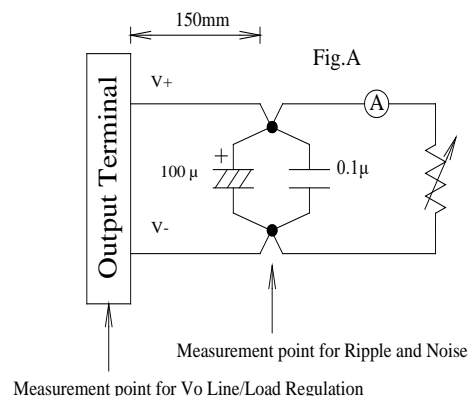 150mm
Fig.A
V+
A
Output Terminal
+
100 μ
0.1μ
V-
Measurement point for Ripple and Noise
Measurement point for Vo Line/Load Regulation